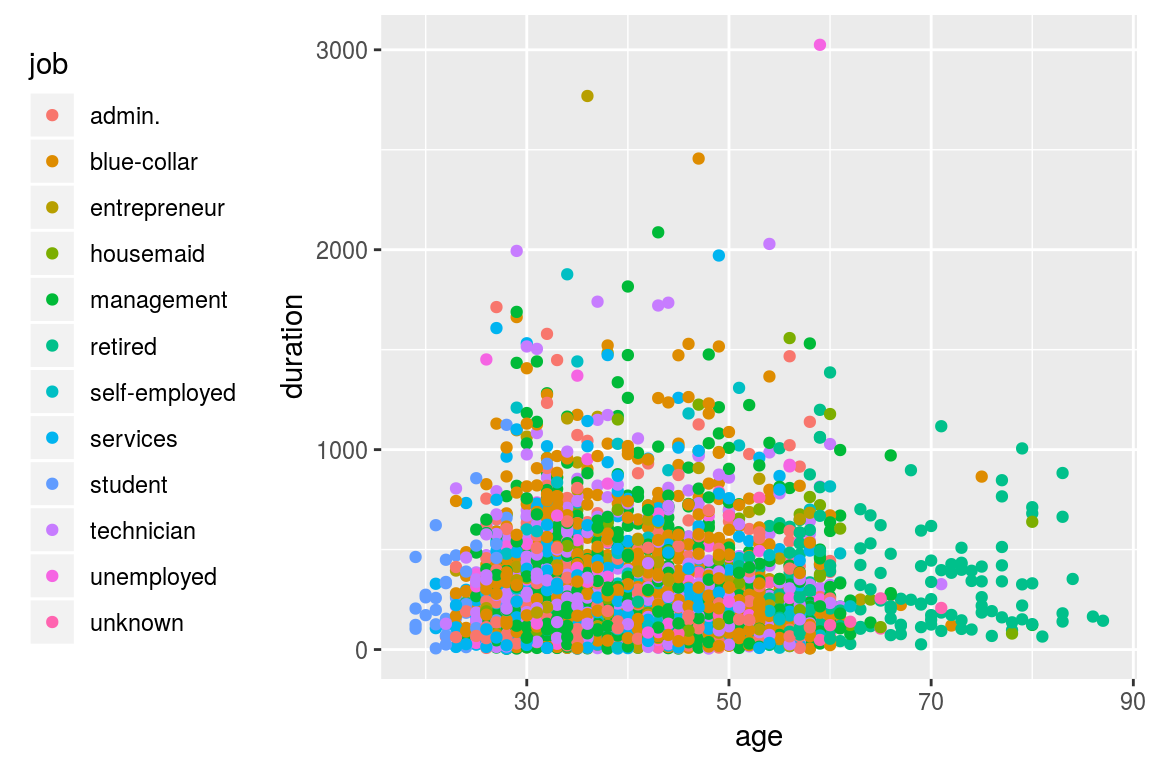 job
admin.
blue-collar
entrepreneur
housemaid
management
retired
self-employed
services
student
technician
unemployed
unknown
duration
3000
2000
1000
0
30
50
70
90
age